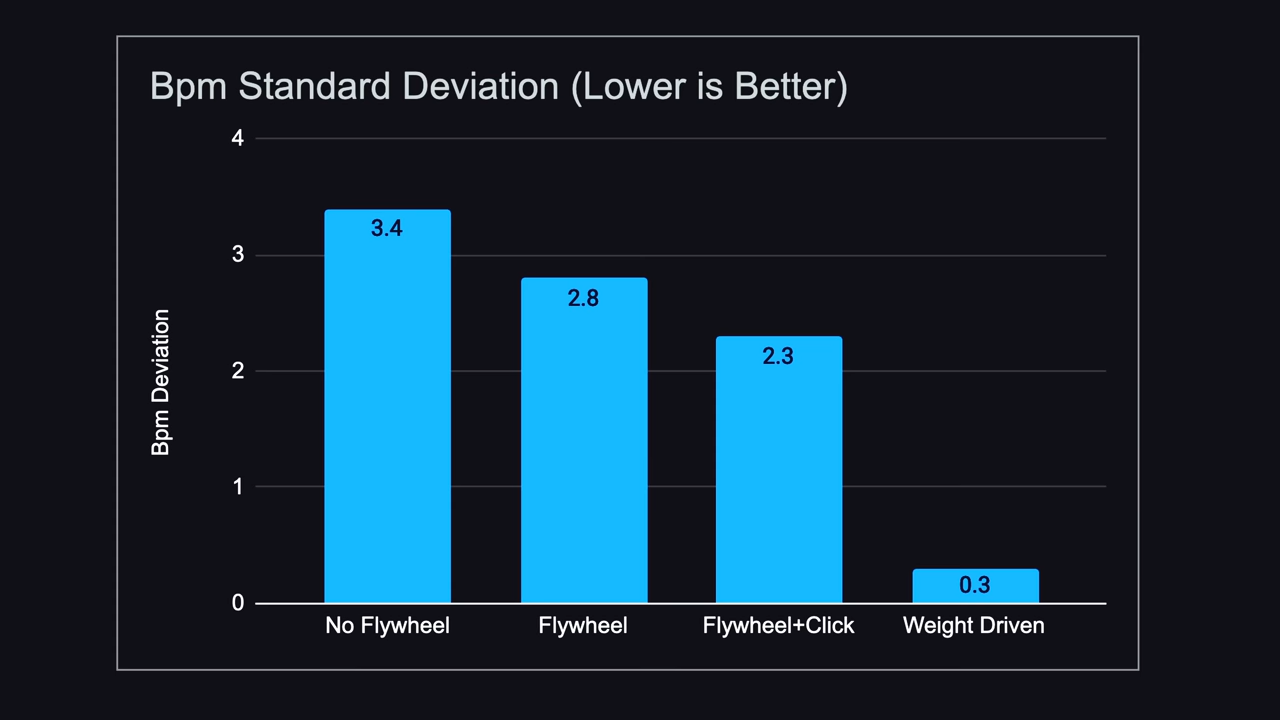 Bpm Standard Deviation (Lower is Better)
4
3
2
1
0
Bpm Deviation
3.4
2.8
2.3
0.3
No Flywheel
Flywheel
Flywheel+Click
Weight Driven